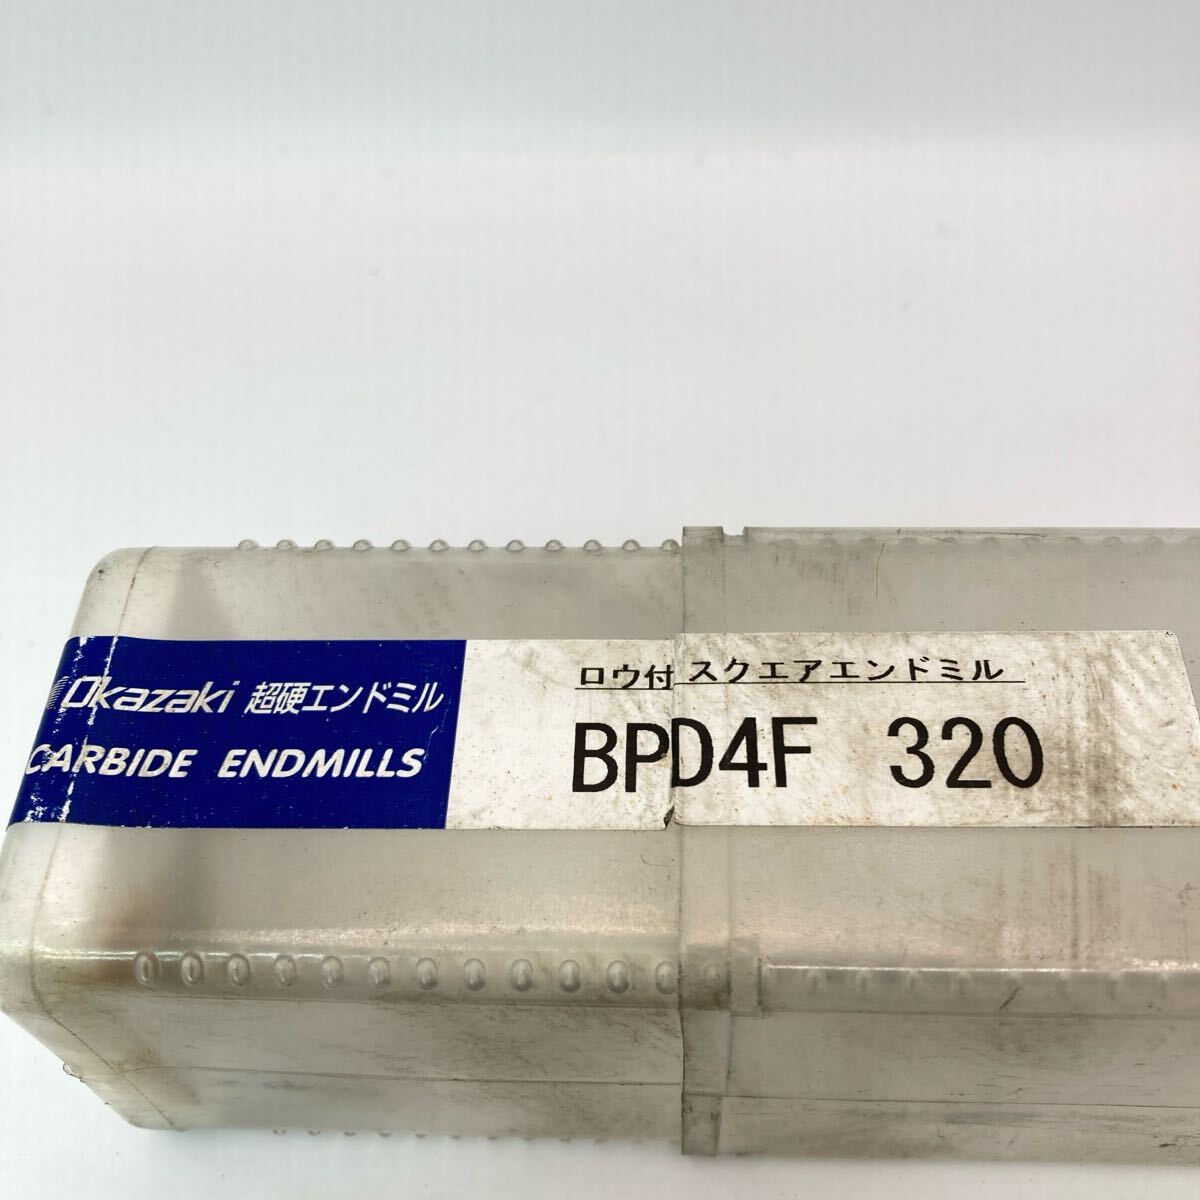 Okazaki 超硬エンドミル
CARBIDE ENDMILLS
ロウ付スクエアエンドミル
BPD4F 320